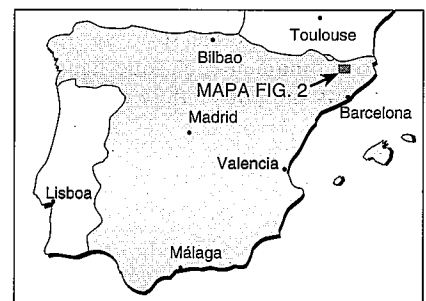 Toulouse
Bilbao
MAPA FIG. 2
Madrid
Barcelona
Valencia
Lisboa
Málaga